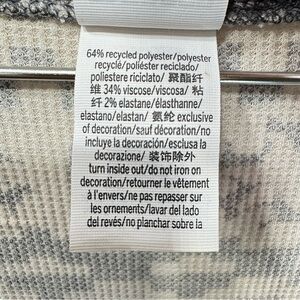 64% recycled polyester/polyester
recyclé/poliéster reciclado/
poliestere riciclato/ 聚酯纤
维 34% viscose/viscosa/ 粘
纤 2% elastane/élasthanne/
elastano/elastan/ 氨纶 exclusive
of decoration/sauf décoration/no
incluye la decoración/esclusa la
decorazione/ 装饰除外
turn inside out/do not iron on
decoration/retourner le vêtement
à l'envers/ne pas repasser sur
les ornements/lavar del lado
del revés/no planchar sobre la